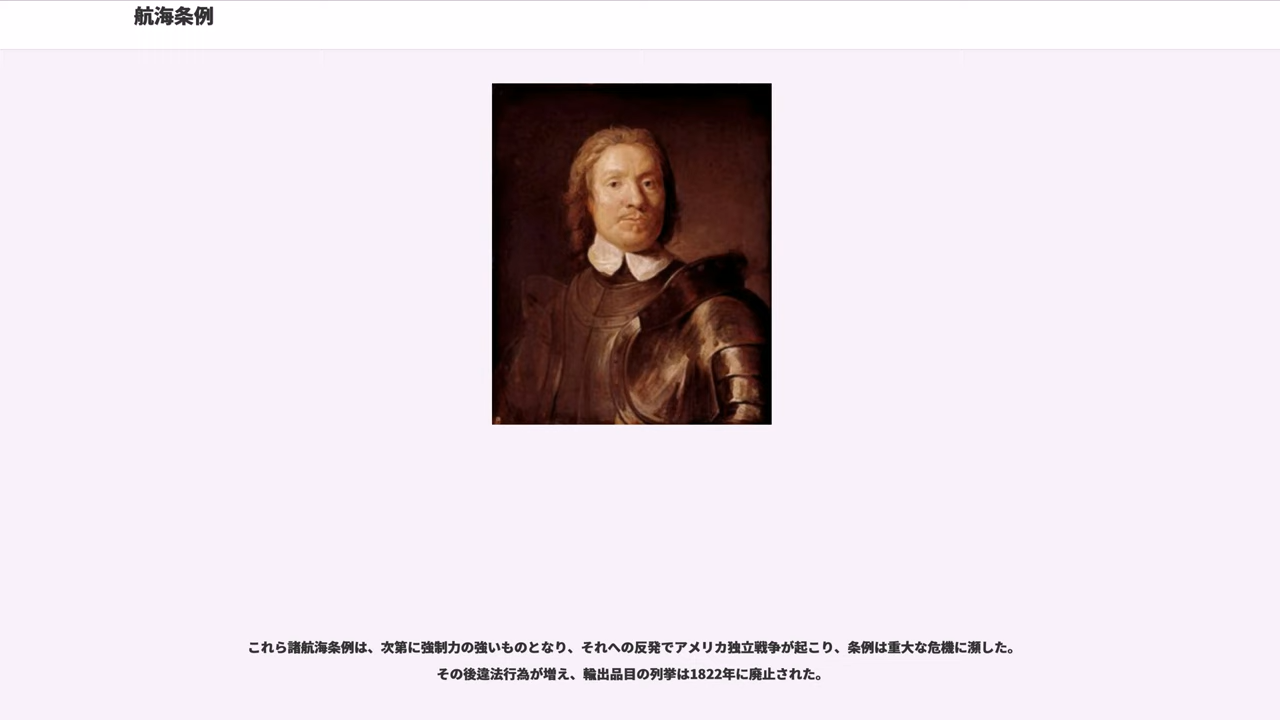 航海条例
これら諸航海条例は、次第に強制力の強いものとなり、それへの反発でアメリカ独立戦争が起こり、条例は重大な危機に瀕した。
その後違法行為が増え、輸出品目の列挙は1822年に廃止された。